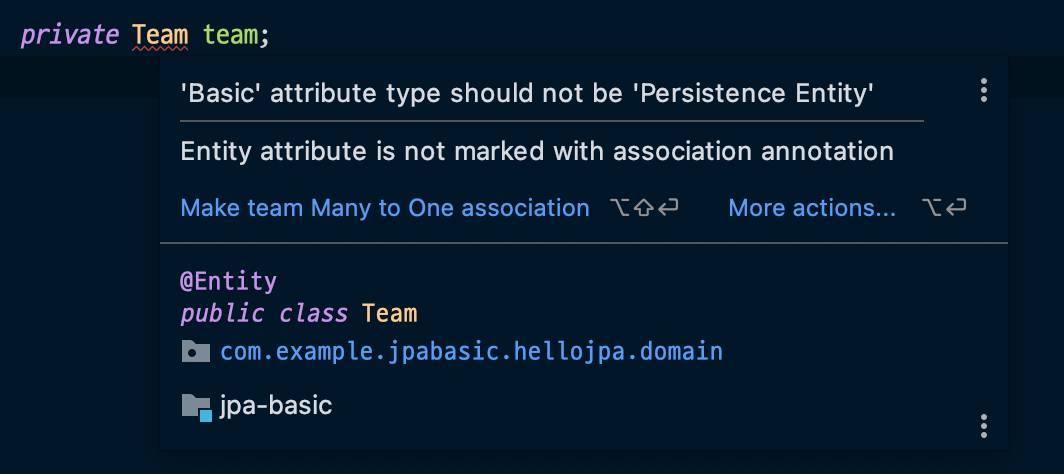 private Team team;
'Basic' attribute type should not be 'Persistence Entity'
Entity attribute is not marked with association annotation
Make team Many to One association ⌥⇧⏎ More actions... ⌥⏎
@Entity
public class Team
com.example.jpabasic.hellojpa.domain
jpa-basic